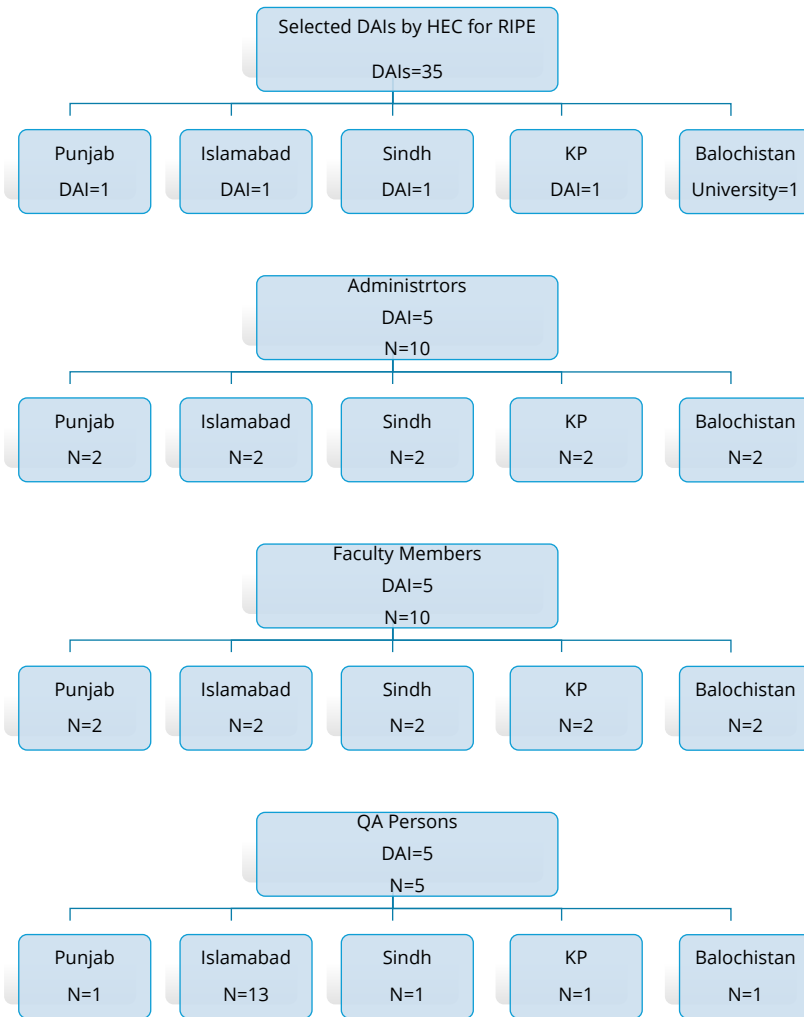 Selected DAIs by HEC for RIPE
DAIs=35
Punjab
DAI=1
Islamabad
DAI=1
Sindh
DAI=1
KP
DAI=1
Balochistan
University=1
Administrtors
DAI=5
N=10
Punjab
N=2
Islamabad
N=2
Sindh
N=2
KP
N=2
Balochistan
N=2
Faculty Members
DAI=5
N=10
Punjab
N=2
Islamabad
N=2
Sindh
N=2
KP
N=2
Balochistan
N=2
QA Persons
DAI=5
N=5
Punjab
N=1
Islamabad
N=13
Sindh
N=1
KP
N=1
Balochistan
N=1